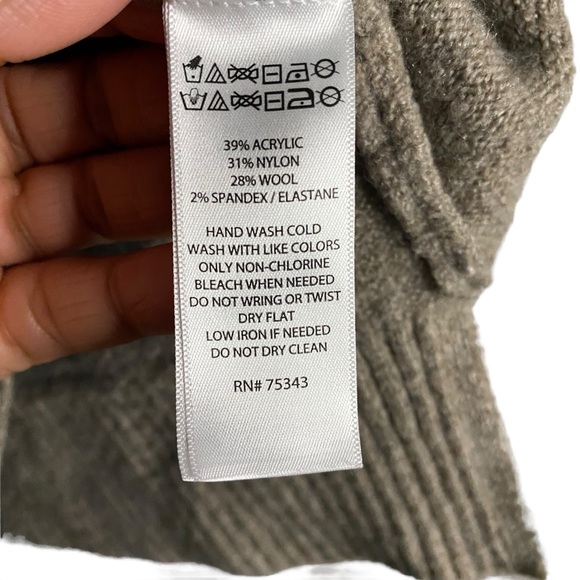 39% ACRYLIC
31% NYLON
28% WOOL
2% SPANDEX / ELASTANE
HAND WASH COLD
WASH WITH LIKE COLORS
ONLY NON-CHLORINE
BLEACH WHEN NEEDED
DO NOT WRING OR TWIST
DRY FLAT
LOW IRON IF NEEDED
DO NOT DRY CLEAN
RN# 75343